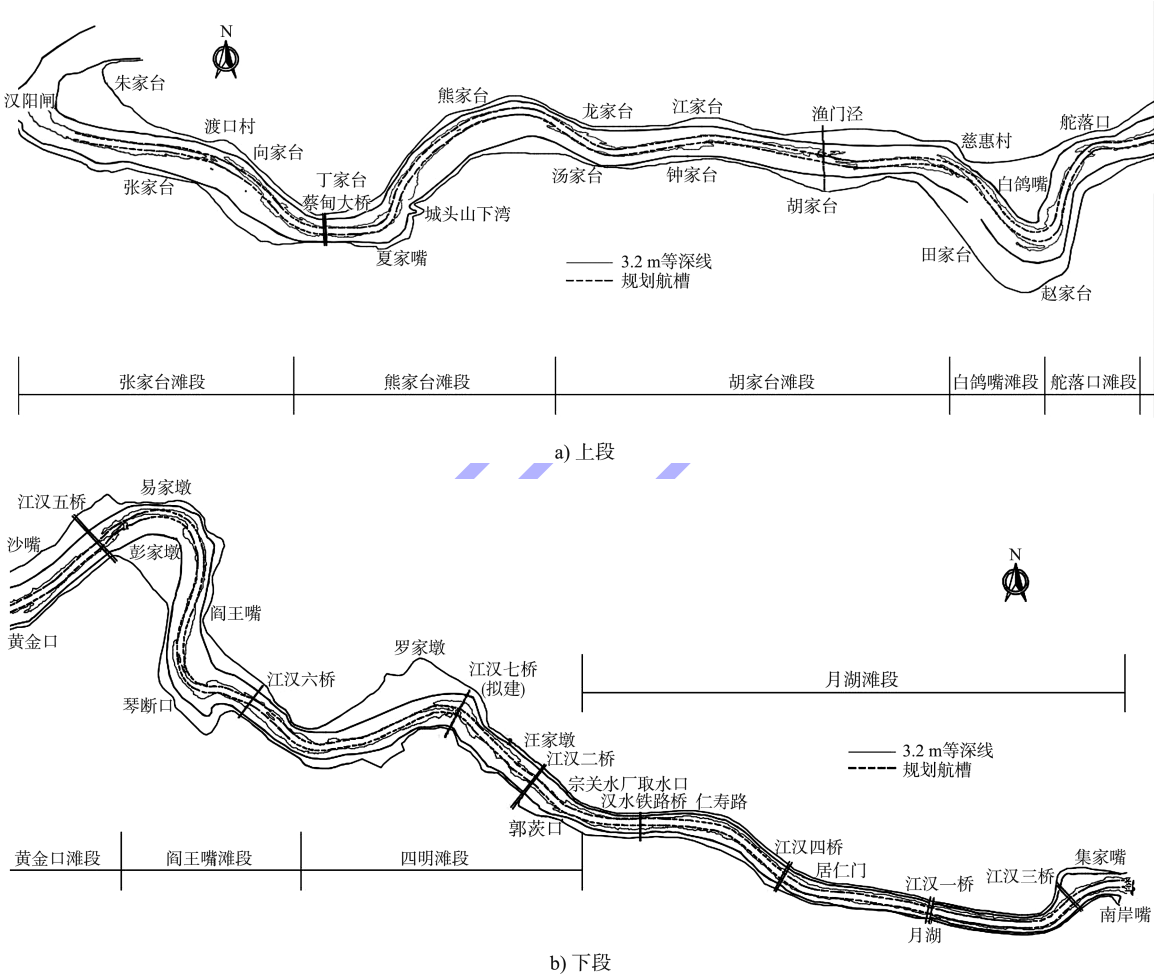 N
朱家台
汉阳闸
渡口村
向家台
张家台
丁家台
蔡甸大桥
熊家台
城头山下湾
夏家嘴
龙家台
江家台
渔门泾
汤家台
钟家台
胡家台
慈惠村
舵落口
白鸽嘴
田家台
赵家台
3.2 m等深线
规划航槽
张家台滩段
熊家台滩段
胡家台滩段
白鸽嘴滩段
舵落口滩段
a) 上段
江汉五桥
易家墩
沙嘴
彭家墩
黄金口
阎王嘴
琴断口
江汉六桥
罗家墩
江汉七桥
(拟建)
N
月湖滩段
汪家墩
江汉二桥
宗关水厂取水口
汉水铁路桥
仁寿路
郭茨口
3.2 m等深线
规划航槽
江汉四桥
居仁门
江汉一桥
月湖
江汉三桥
集家嘴
南岸嘴
黄金口滩段
阎王嘴滩段
四明滩段
b) 下段